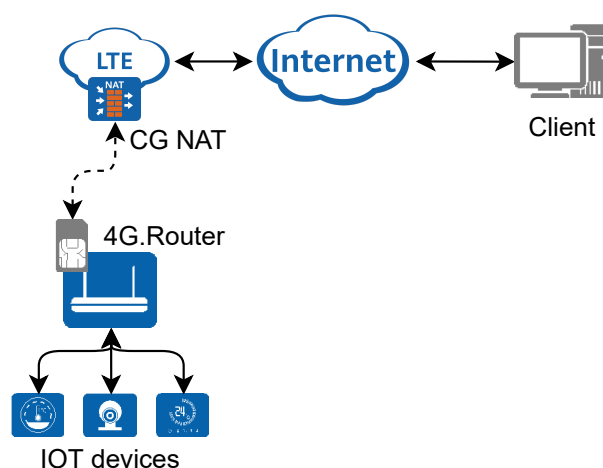 LTE
Internet
NAT
CG NAT
Client
4G.Router
24
IOT devices